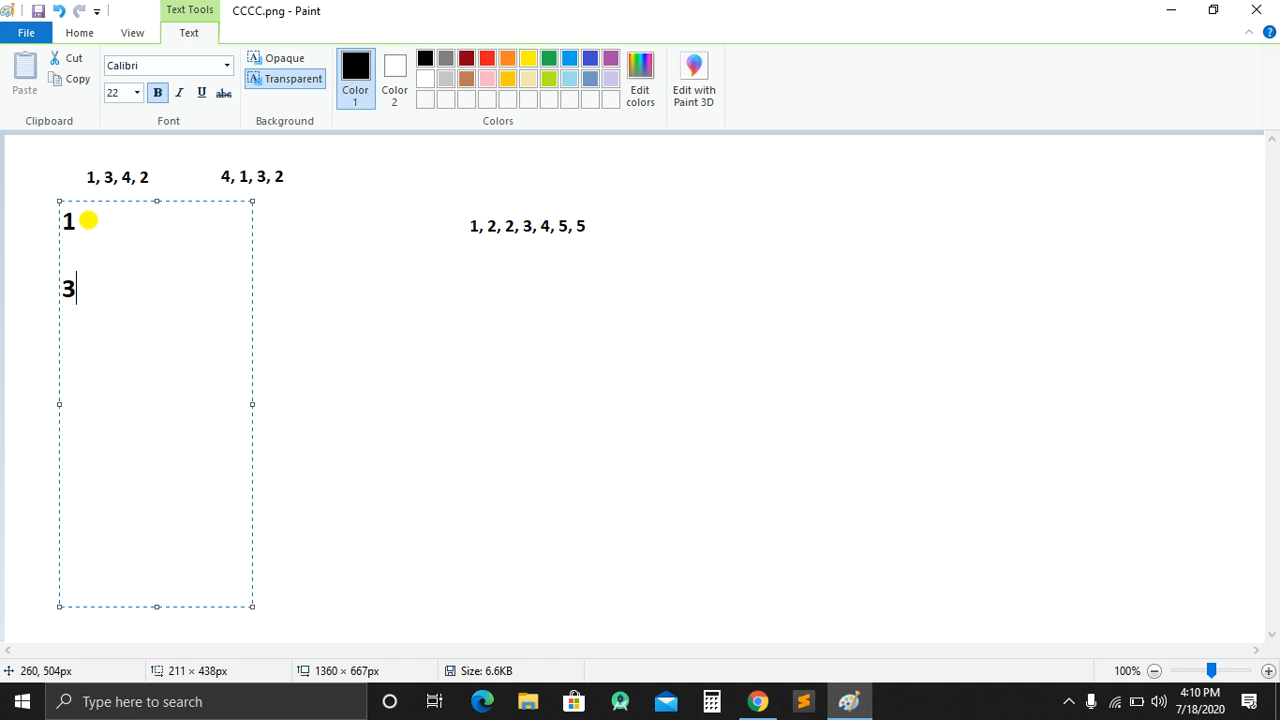 Text Tools
CCCC.png - Paint
File
Home
View
Text
Paste
Cut
Copy
Clipboard
Calibri
22
B I U abc
Font
Opaque
Transparent
Background
Color 1
Color 2
Edit colors
Colors
Edit with Paint 3D
1, 3, 4, 2
4, 1, 3, 2
1
1, 2, 2, 3, 4, 5, 5
3
260, 504px
211 × 438px
1360 × 667px
Size: 6.6KB
100%
Type here to search
4:10 PM
7/18/2020